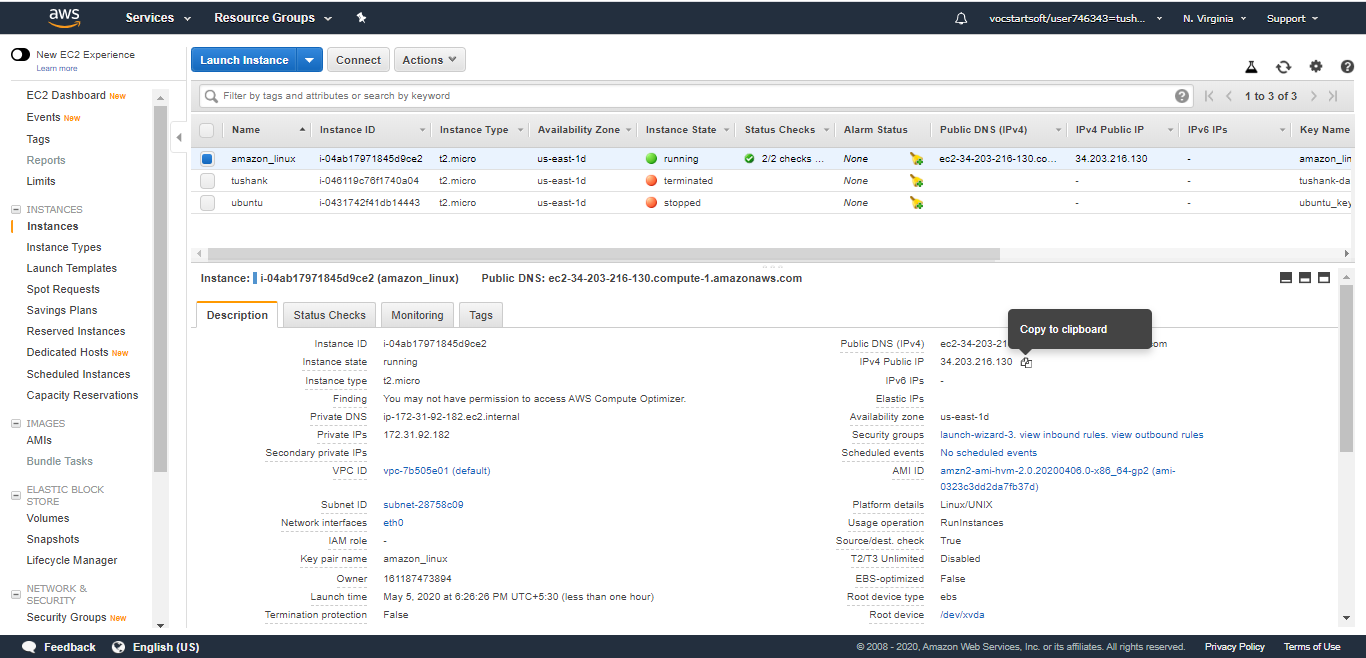 aws Services Resource Groups vocstartsoft/user746343=tush... N. Virginia Support
New EC2 Experience
Learn more
EC2 Dashboard New
Events New
Tags
Reports
Limits
INSTANCES
Instances
Instance Types
Launch Templates
Spot Requests
Savings Plans
Reserved Instances
Dedicated Hosts New
Scheduled Instances
Capacity Reservations
IMAGES
AMIs
Bundle Tasks
ELASTIC BLOCK
STORE
Volumes
Snapshots
Lifecycle Manager
NETWORK &
SECURITY
Security Groups New
Launch Instance Connect Actions
Filter by tags and attributes or search by keyword 1 to 3 of 3
Name Instance ID Instance Type Availability Zone Instance State Status Checks Alarm Status Public DNS (IPv4) IPv4 Public IP IPv6 IPs Key Name
amazon_linux i-04ab17971845d9ce2 t2.micro us-east-1d running 2/2 checks ... None ec2-34-203-216-130.co... 34.203.216.130 - amazon_lin
tushank i-046119c76f1740a04 t2.micro us-east-1d terminated None - - tushank-da
ubuntu i-0431742f41db14443 t2.micro us-east-1d stopped None - - ubuntu_key
Instance: i-04ab17971845d9ce2 (amazon_linux) Public DNS: ec2-34-203-216-130.compute-1.amazonaws.com
Description Status Checks Monitoring Tags
Copy to clipboard
Instance ID i-04ab17971845d9ce2 Public DNS (IPv4) ec2-34-203-21 om
Instance state running IPv4 Public IP 34.203.216.130
Instance type t2.micro IPv6 IPs -
Finding You may not have permission to access AWS Compute Optimizer. Elastic IPs
Private DNS ip-172-31-92-182.ec2.internal Availability zone us-east-1d
Private IPs 172.31.92.182 Security groups launch-wizard-3. view inbound rules. view outbound rules
Secondary private IPs Scheduled events No scheduled events
VPC ID vpc-7b505e01 (default) AMI ID amzn2-ami-hvm-2.0.20200406.0-x86_64-gp2 (ami-
0323c3dd2da7fb37d)
Subnet ID subnet-28758c09 Platform details Linux/UNIX
Network interfaces eth0 Usage operation RunInstances
IAM role - Source/dest. check True
Key pair name amazon_linux T2/T3 Unlimited Disabled
Owner 161187473894 EBS-optimized False
Launch time May 5, 2020 at 6:26:26 PM UTC+5:30 (less than one hour) Root device type ebs
Termination protection False Root device /dev/xvda
Feedback English (US) © 2008 - 2020, Amazon Web Services, Inc. or its affiliates. All rights reserved. Privacy Policy Terms of Use